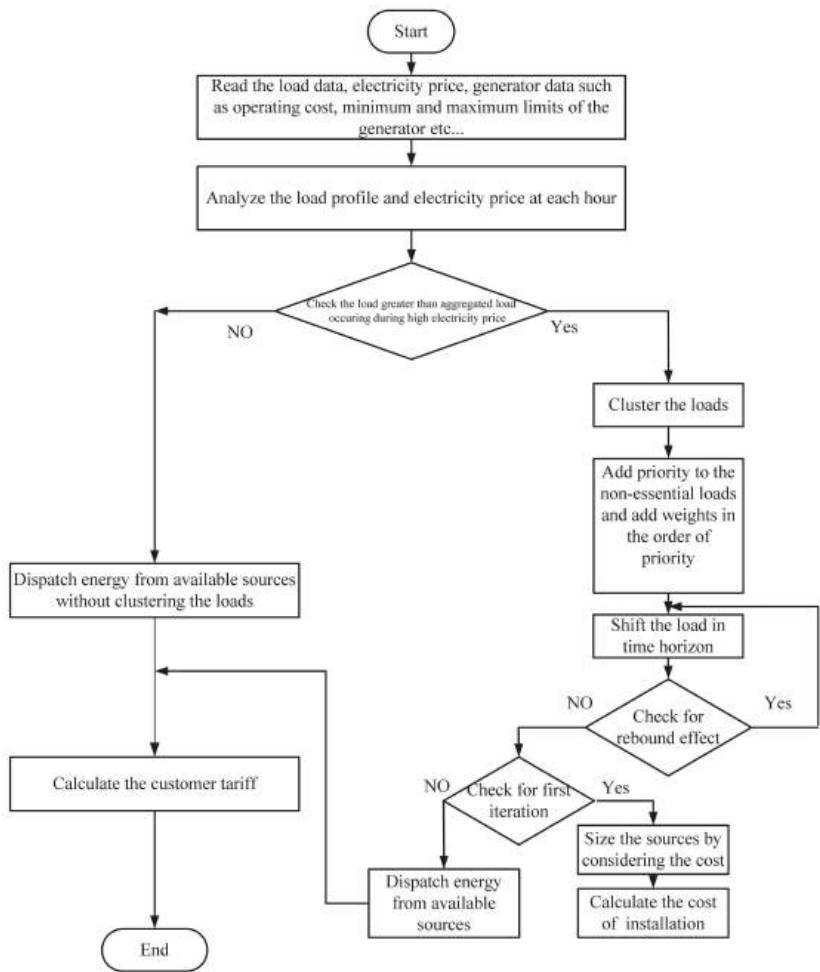 Start
Read the load data, electricity price, generator data such
as operating cost, minimum and maximum limits of the
generator etc...
Analyze the load profile and electricity price at each hour
Check the load greater than aggregated load
occuring during high electricity price
NO
Yes
Cluster the loads
Add priority to the
non-essential loads
and add weights in
the order of
priority
Dispatch energy from available sources
without clustering the loads
Shift the load in
time horizon
NO
Yes
Check for
rebound effect
Calculate the customer tariff
NO
Check for first
iteration
Yes
Size the sources by
considering the cost
Dispatch energy
from available
sources
Calculate the cost
of installation
End